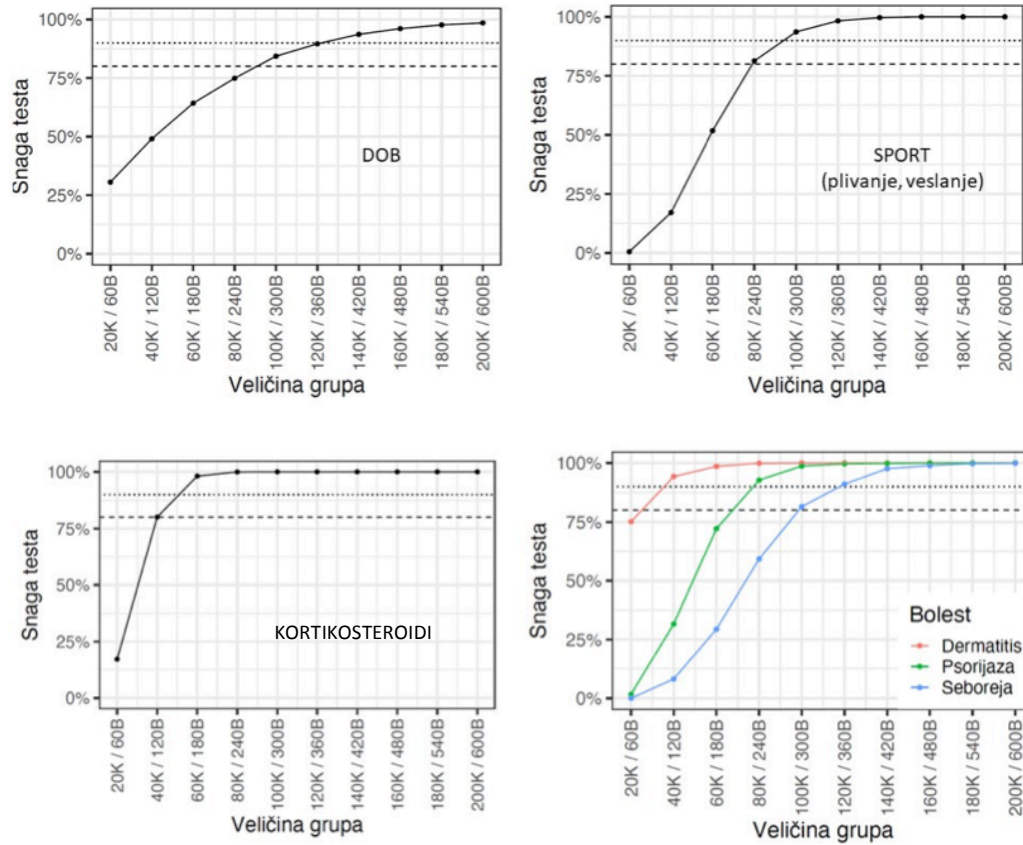 100%
75%
50%
25%
0%
Snaga testa
DOB
20K / 60B
40K / 120B
60K / 180B
80K / 240B
100K / 300B
120K / 360B
140K / 420B
160K / 480B
180K / 540B
200K / 600B
Veličina grupa
100%
75%
50%
25%
0%
Snaga testa
SPORT
(plivanje, veslanje)
20K / 60B
40K / 120B
60K / 180B
80K / 240B
100K / 300B
120K / 360B
140K / 420B
160K / 480B
180K / 540B
200K / 600B
Veličina grupa
100%
75%
50%
25%
0%
Snaga testa
KORTIKOSTEROIDI
20K / 60B
40K / 120B
60K / 180B
80K / 240B
100K / 300B
120K / 360B
140K / 420B
160K / 480B
180K / 540B
200K / 600B
Veličina grupa
100%
75%
50%
25%
0%
Snaga testa
Bolest
Dermatitis
Psorijaza
Seboreja
20K / 60B
40K / 120B
60K / 180B
80K / 240B
100K / 300B
120K / 360B
140K / 420B
160K / 480B
180K / 540B
200K / 600B
Veličina grupa